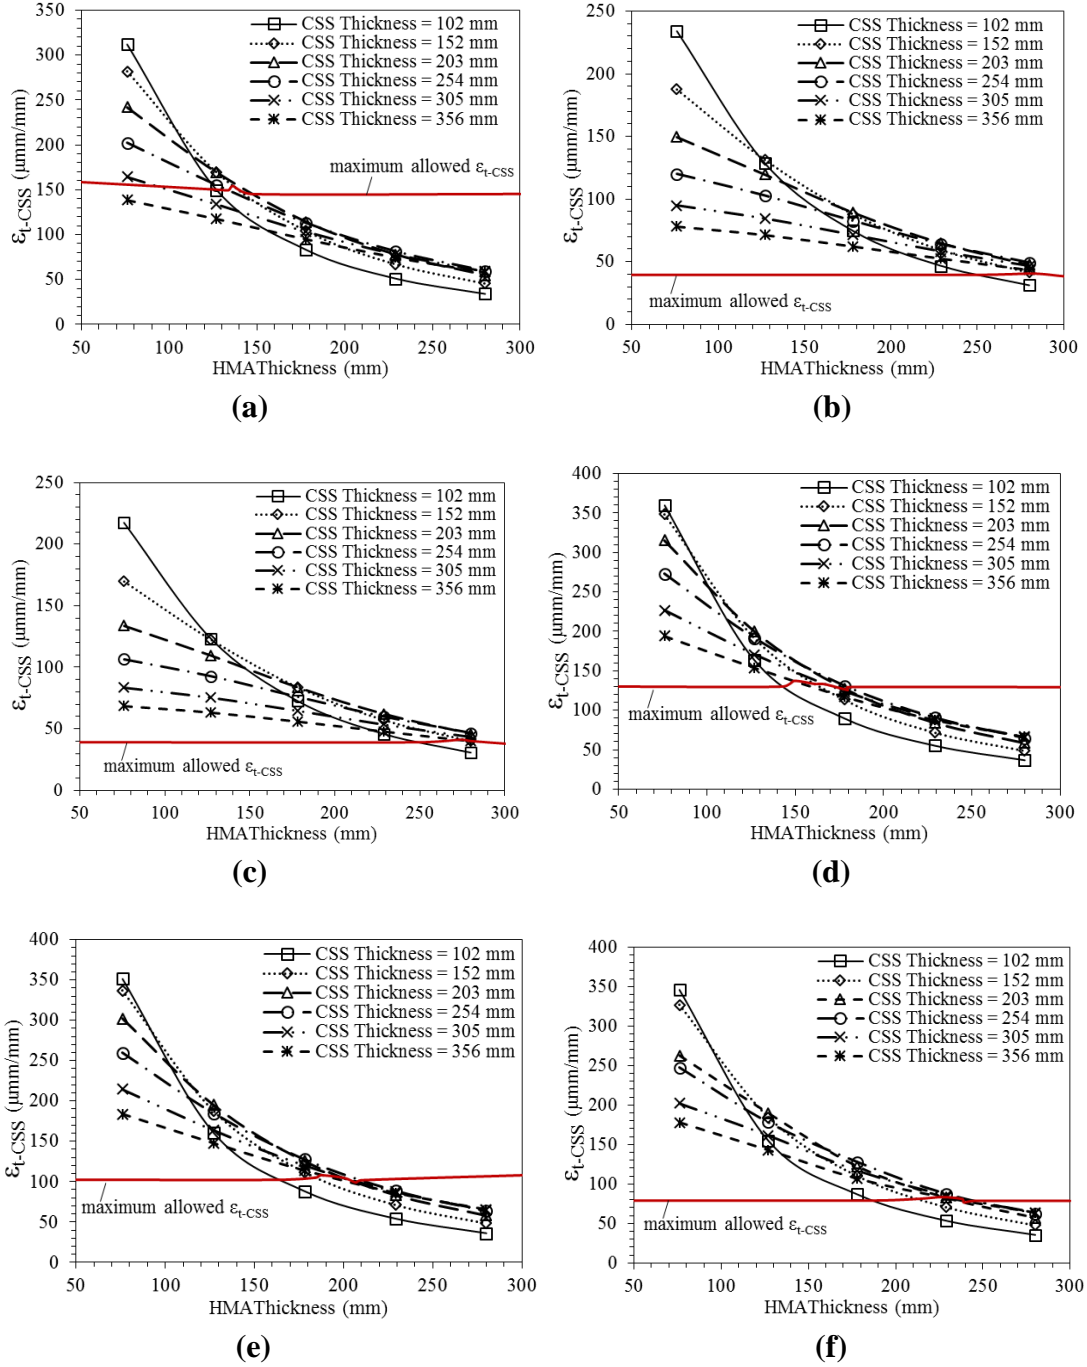 350
300
250
200
150
100
50
0
50 100 150 200 250 300
εt-CSS (µmm/mm)
HMAThickness (mm)
CSS Thickness = 102 mm
CSS Thickness = 152 mm
CSS Thickness = 203 mm
CSS Thickness = 254 mm
CSS Thickness = 305 mm
CSS Thickness = 356 mm
maximum allowed εt-CSS
(a)
250
200
150
100
50
0
50 100 150 200 250 300
εt-CSS (µmm/mm)
HMAThickness (mm)
CSS Thickness = 102 mm
CSS Thickness = 152 mm
CSS Thickness = 203 mm
CSS Thickness = 254 mm
CSS Thickness = 305 mm
CSS Thickness = 356 mm
maximum allowed εt-CSS
(b)
250
200
150
100
50
0
50 100 150 200 250 300
εt-CSS (µmm/mm)
HMAThickness (mm)
CSS Thickness = 102 mm
CSS Thickness = 152 mm
CSS Thickness = 203 mm
CSS Thickness = 254 mm
CSS Thickness = 305 mm
CSS Thickness = 356 mm
maximum allowed εt-CSS
(c)
400
350
300
250
200
150
100
50
0
50 100 150 200 250 300
εt-CSS (µmm/mm)
HMAThickness (mm)
CSS Thickness = 102 mm
CSS Thickness = 152 mm
CSS Thickness = 203 mm
CSS Thickness = 254 mm
CSS Thickness = 305 mm
CSS Thickness = 356 mm
maximum allowed εt-CSS
(d)
400
350
300
250
200
150
100
50
0
50 100 150 200 250 300
εt-CSS (µmm/mm)
HMAThickness (mm)
CSS Thickness = 102 mm
CSS Thickness = 152 mm
CSS Thickness = 203 mm
CSS Thickness = 254 mm
CSS Thickness = 305 mm
CSS Thickness = 356 mm
maximum allowed εt-CSS
(e)
400
350
300
250
200
150
100
50
0
50 100 150 200 250 300
εt-CSS (µmm/mm)
HMAThickness (mm)
CSS Thickness = 102 mm
CSS Thickness = 152 mm
CSS Thickness = 203 mm
CSS Thickness = 254 mm
CSS Thickness = 305 mm
CSS Thickness = 356 mm
maximum allowed εt-CSS
(f)